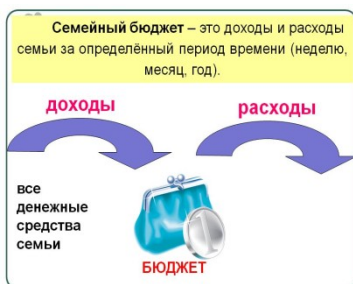 Семейный бюджет – это доходы и расходы
семьи за определённый период времени (неделю,
месяц, год).
доходы
расходы
все
денежные
средства
семьи
1
БЮДЖЕТ